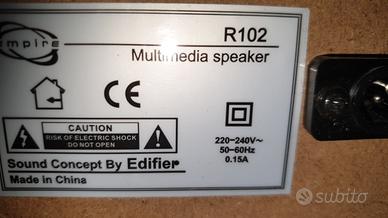 empire
R102
Multimedia speaker
CE
CAUTION
RISK OF ELECTRIC SHOCK
DO NOT OPEN
220-240V~
50-60Hz
0.15A
Sound Concept By Edifier
Made in China
subito